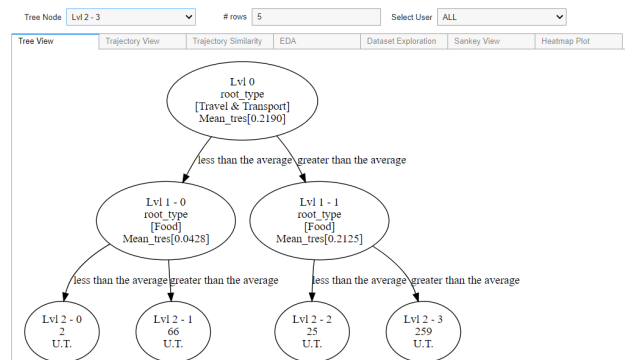 Tree Node Lvl 2 - 3 # rows 5 Select User ALL
Tree View Trajectory View Trajectory Similarity EDA Dataset Exploration Sankey View Heatmap Plot
Lvl 0
root_type
[Travel & Transport]
Mean_tres[0.2190]
less than the average greater than the average
Lvl 1 - 0
root_type
[Food]
Mean_tres[0.0428]
Lvl 1 - 1
root_type
[Food]
Mean_tres[0.2125]
less than the average greater than the average
less than the average greater than the average
Lvl 2 - 0
2
U.T.
Lvl 2 - 1
66
U.T.
Lvl 2 - 2
25
U.T.
Lvl 2 - 3
259
U.T.